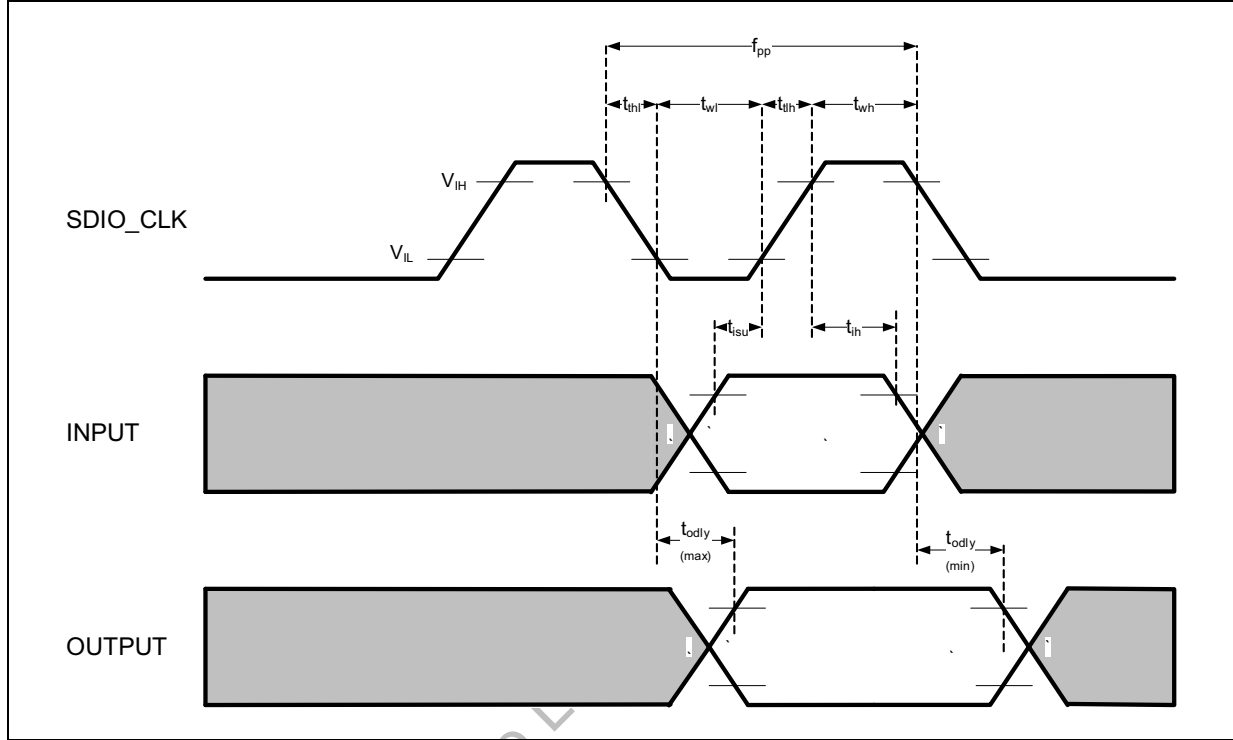 fpp
tthl twl ttlh twh
VIH
SDIO_CLK
VIL
tisu tih
INPUT
todly todly
(max) (min)
OUTPUT